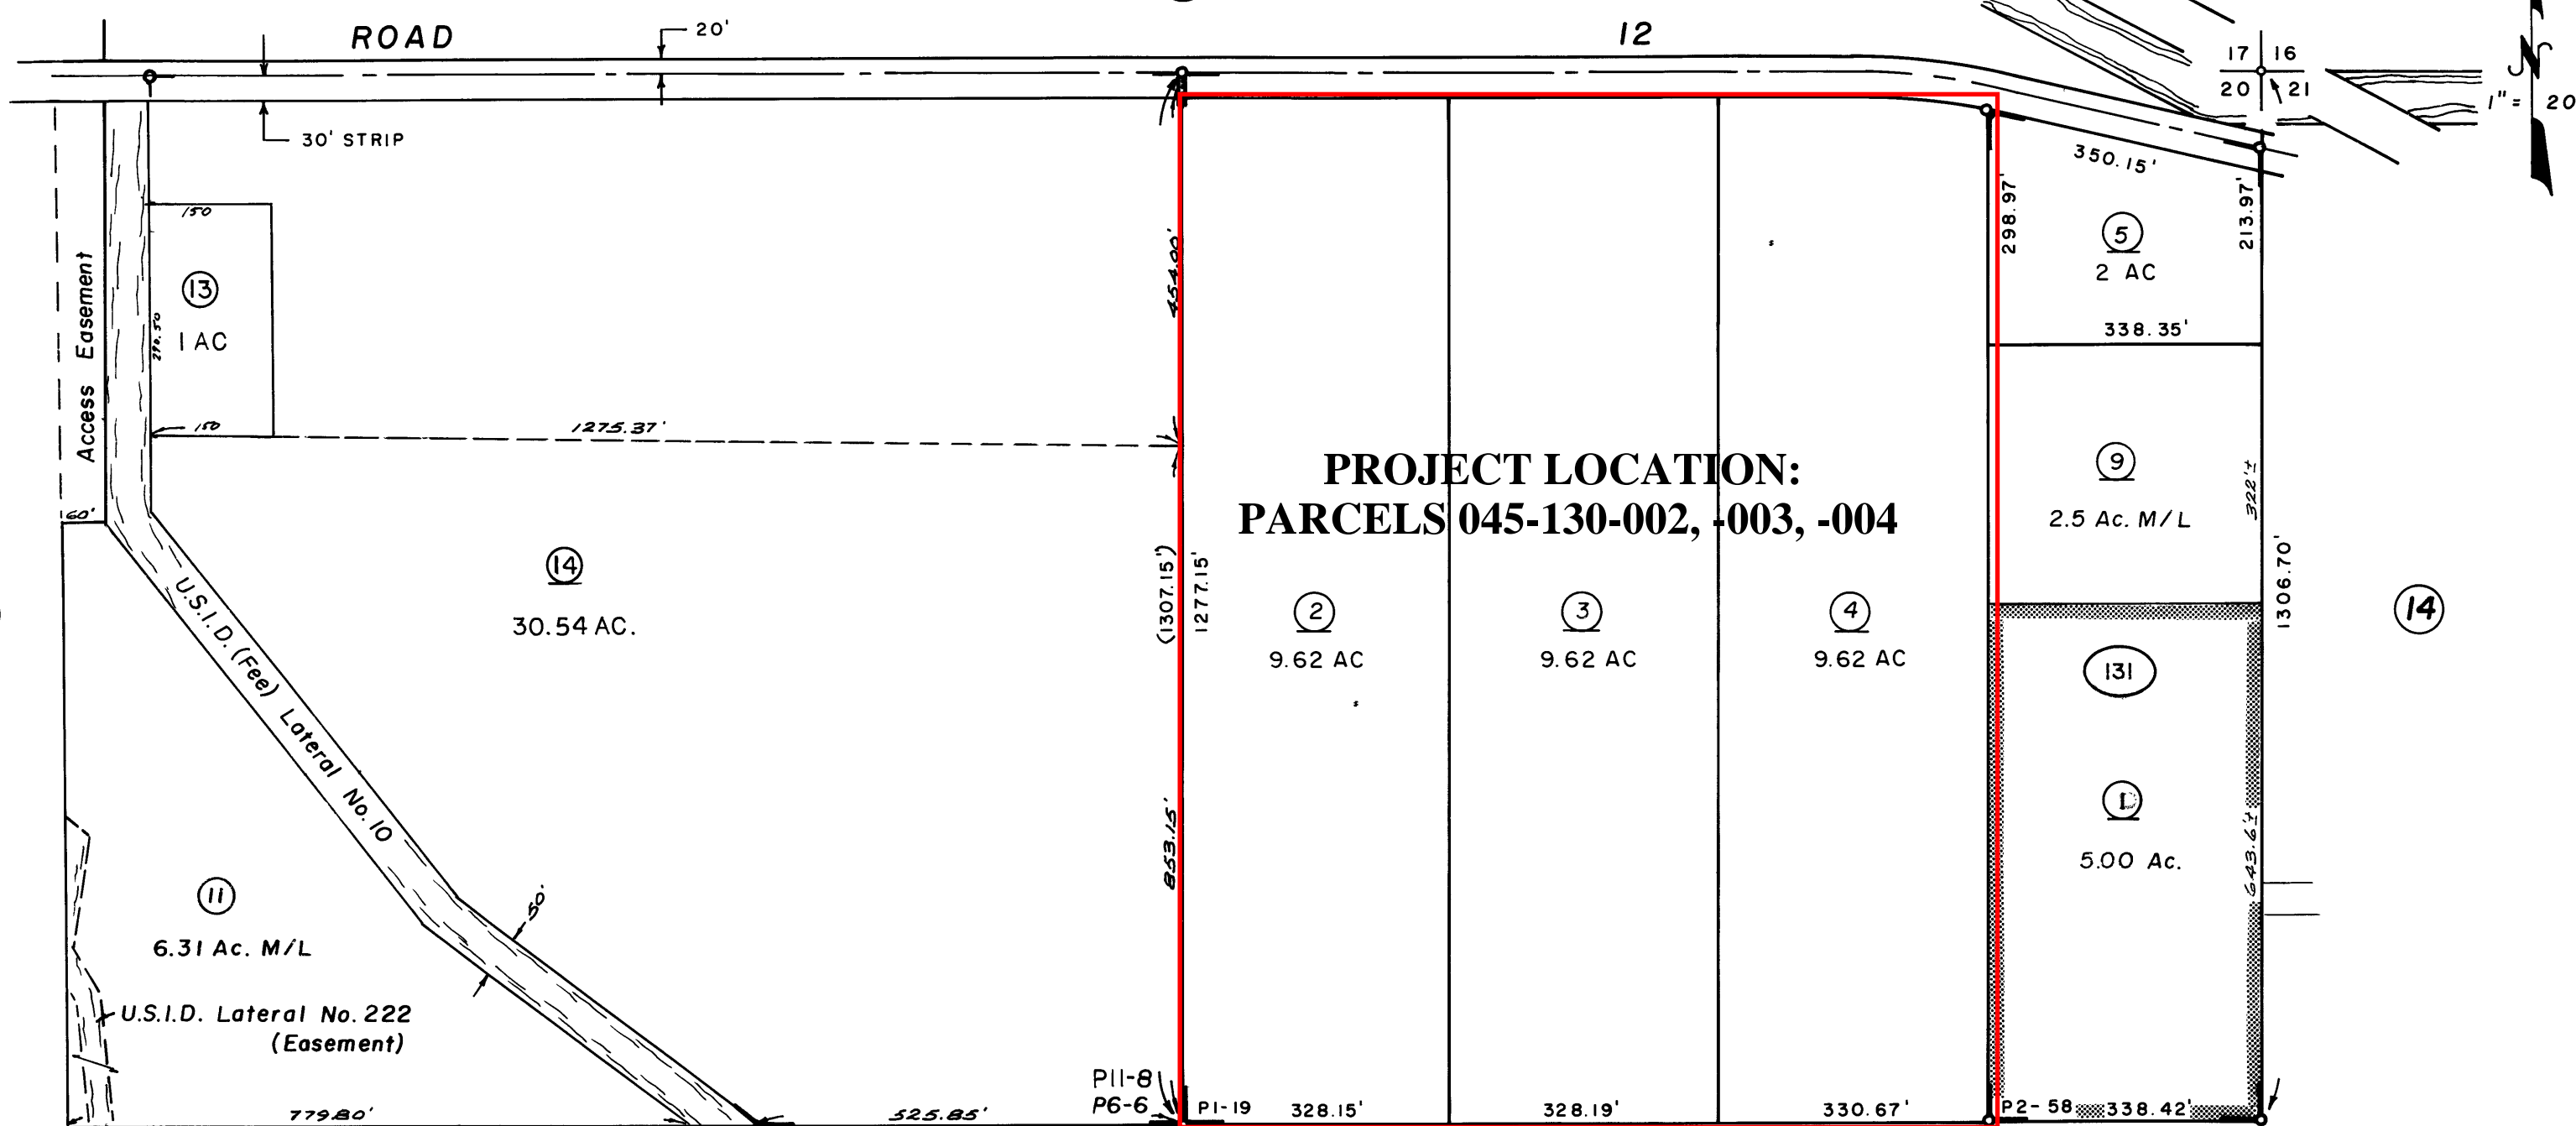 ROAD
20'
12
17 16
20 21
N
1" = 20
30' STRIP
350.15'
150
298.97'
213.97'
5
2 AC
454.00'
13
290.50
1 AC
Access Easement
338.35'
150
1275.37'
PROJECT LOCATION:
PARCELS 045-130-002, -003, -004
9
322'±
2.5 Ac. M/L
60'
14
30.54 AC.
(1307.15')
1277.15'
2
3
4
1306.70'
14
9.62 AC
9.62 AC
9.62 AC
U.S.I.D. (Fee) Lateral No. 10
131
1
5.00 Ac.
643.6'±
853.15'
11
50'
6.31 Ac. M/L
U.S.I.D. Lateral No. 222
(Easement)
P11-8
P6-6
779.80'
525.85'
P1-19
328.15'
328.19'
330.67'
P2-58
338.42'